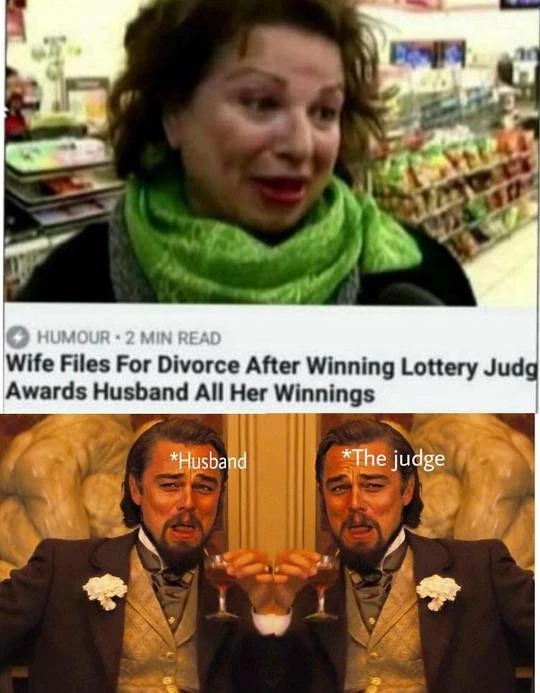 HUMOUR • 2 MIN READ
Wife Files For Divorce After Winning Lottery Judg
Awards Husband All Her Winnings
*Husband
*The judge